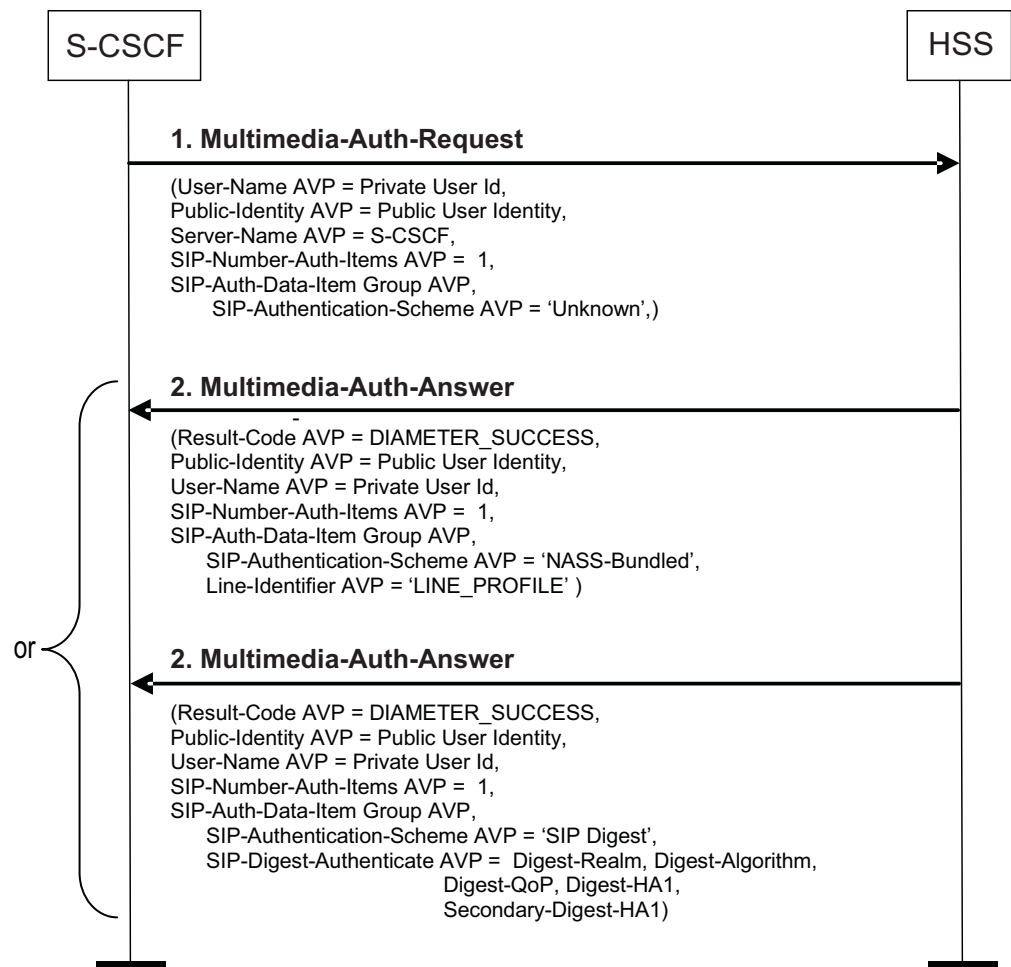 S-CSCF
HSS
1. Multimedia-Auth-Request
(User-Name AVP = Private User Id,
Public-Identity AVP = Public User Identity,
Server-Name AVP = S-CSCF,
SIP-Number-Auth-Items AVP =  1,
SIP-Auth-Data-Item Group AVP,
SIP-Authentication-Scheme AVP = ‘Unknown’,)
2. Multimedia-Auth-Answer
-
(Result-Code AVP = DIAMETER_SUCCESS,
Public-Identity AVP = Public User Identity,
User-Name AVP = Private User Id,
SIP-Number-Auth-Items AVP =  1,
SIP-Auth-Data-Item Group AVP,
SIP-Authentication-Scheme AVP = ‘NASS-Bundled’,
Line-Identifier AVP = ‘LINE_PROFILE’ )
or
2. Multimedia-Auth-Answer
(Result-Code AVP = DIAMETER_SUCCESS,
Public-Identity AVP = Public User Identity,
User-Name AVP = Private User Id,
SIP-Number-Auth-Items AVP =  1,
SIP-Auth-Data-Item Group AVP,
SIP-Authentication-Scheme AVP = ‘SIP Digest’,
SIP-Digest-Authenticate AVP =  Digest-Realm, Digest-Algorithm,
Digest-QoP, Digest-HA1,
Secondary-Digest-HA1)